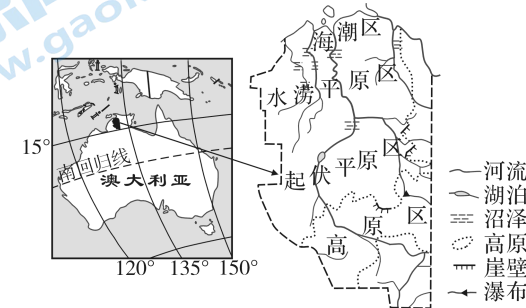 海潮区
水涝平原区
起伏平原区
高原区
15°
南回归线
澳大利亚
120° 135° 150°
河流
湖泊
沼泽
高原
崖壁
瀑布